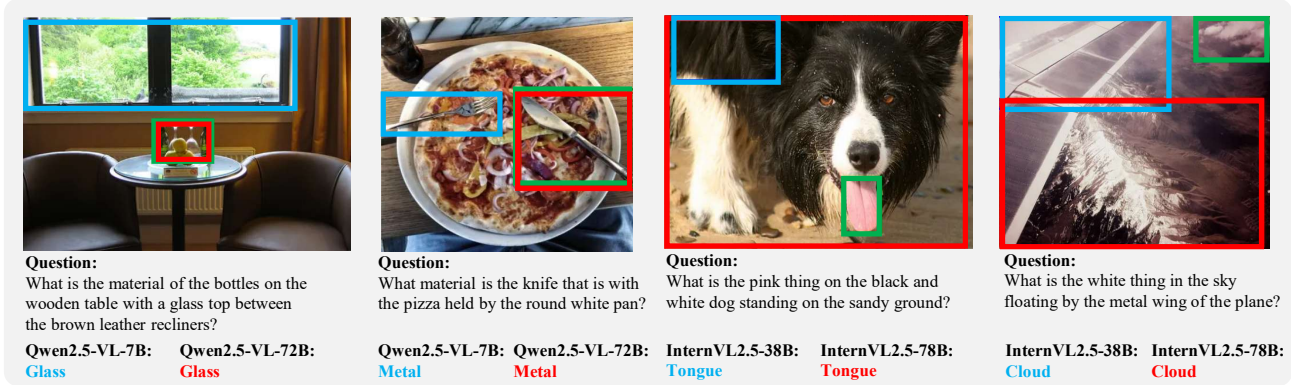 Question:
What is the material of the bottles on the
wooden table with a glass top between
the brown leather recliners?
Qwen2.5-VL-7B: Qwen2.5-VL-72B:
Glass Glass
Question:
What material is the knife that is with
the pizza held by the round white pan?
Qwen2.5-VL-7B: Qwen2.5-VL-72B:
Metal Metal
Question:
What is the pink thing on the black and
white dog standing on the sandy ground?
InternVL2.5-38B: InternVL2.5-78B:
Tongue Tongue
Question:
What is the white thing in the sky
floating by the metal wing of the plane?
InternVL2.5-38B: InternVL2.5-78B:
Cloud Cloud